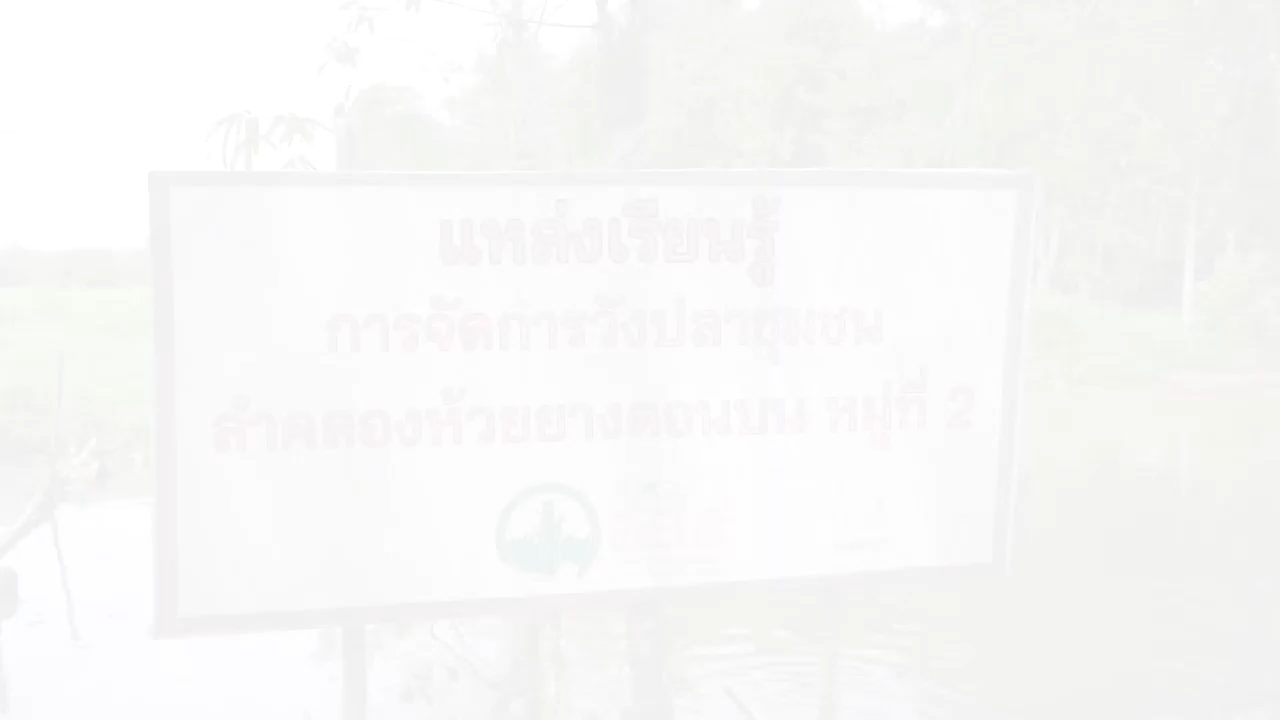 แหล่งเรียนรู้
การจัดการวังปลาชุมชน
ลำคลองห้วยยางตอนบน หมู่ที่ 2